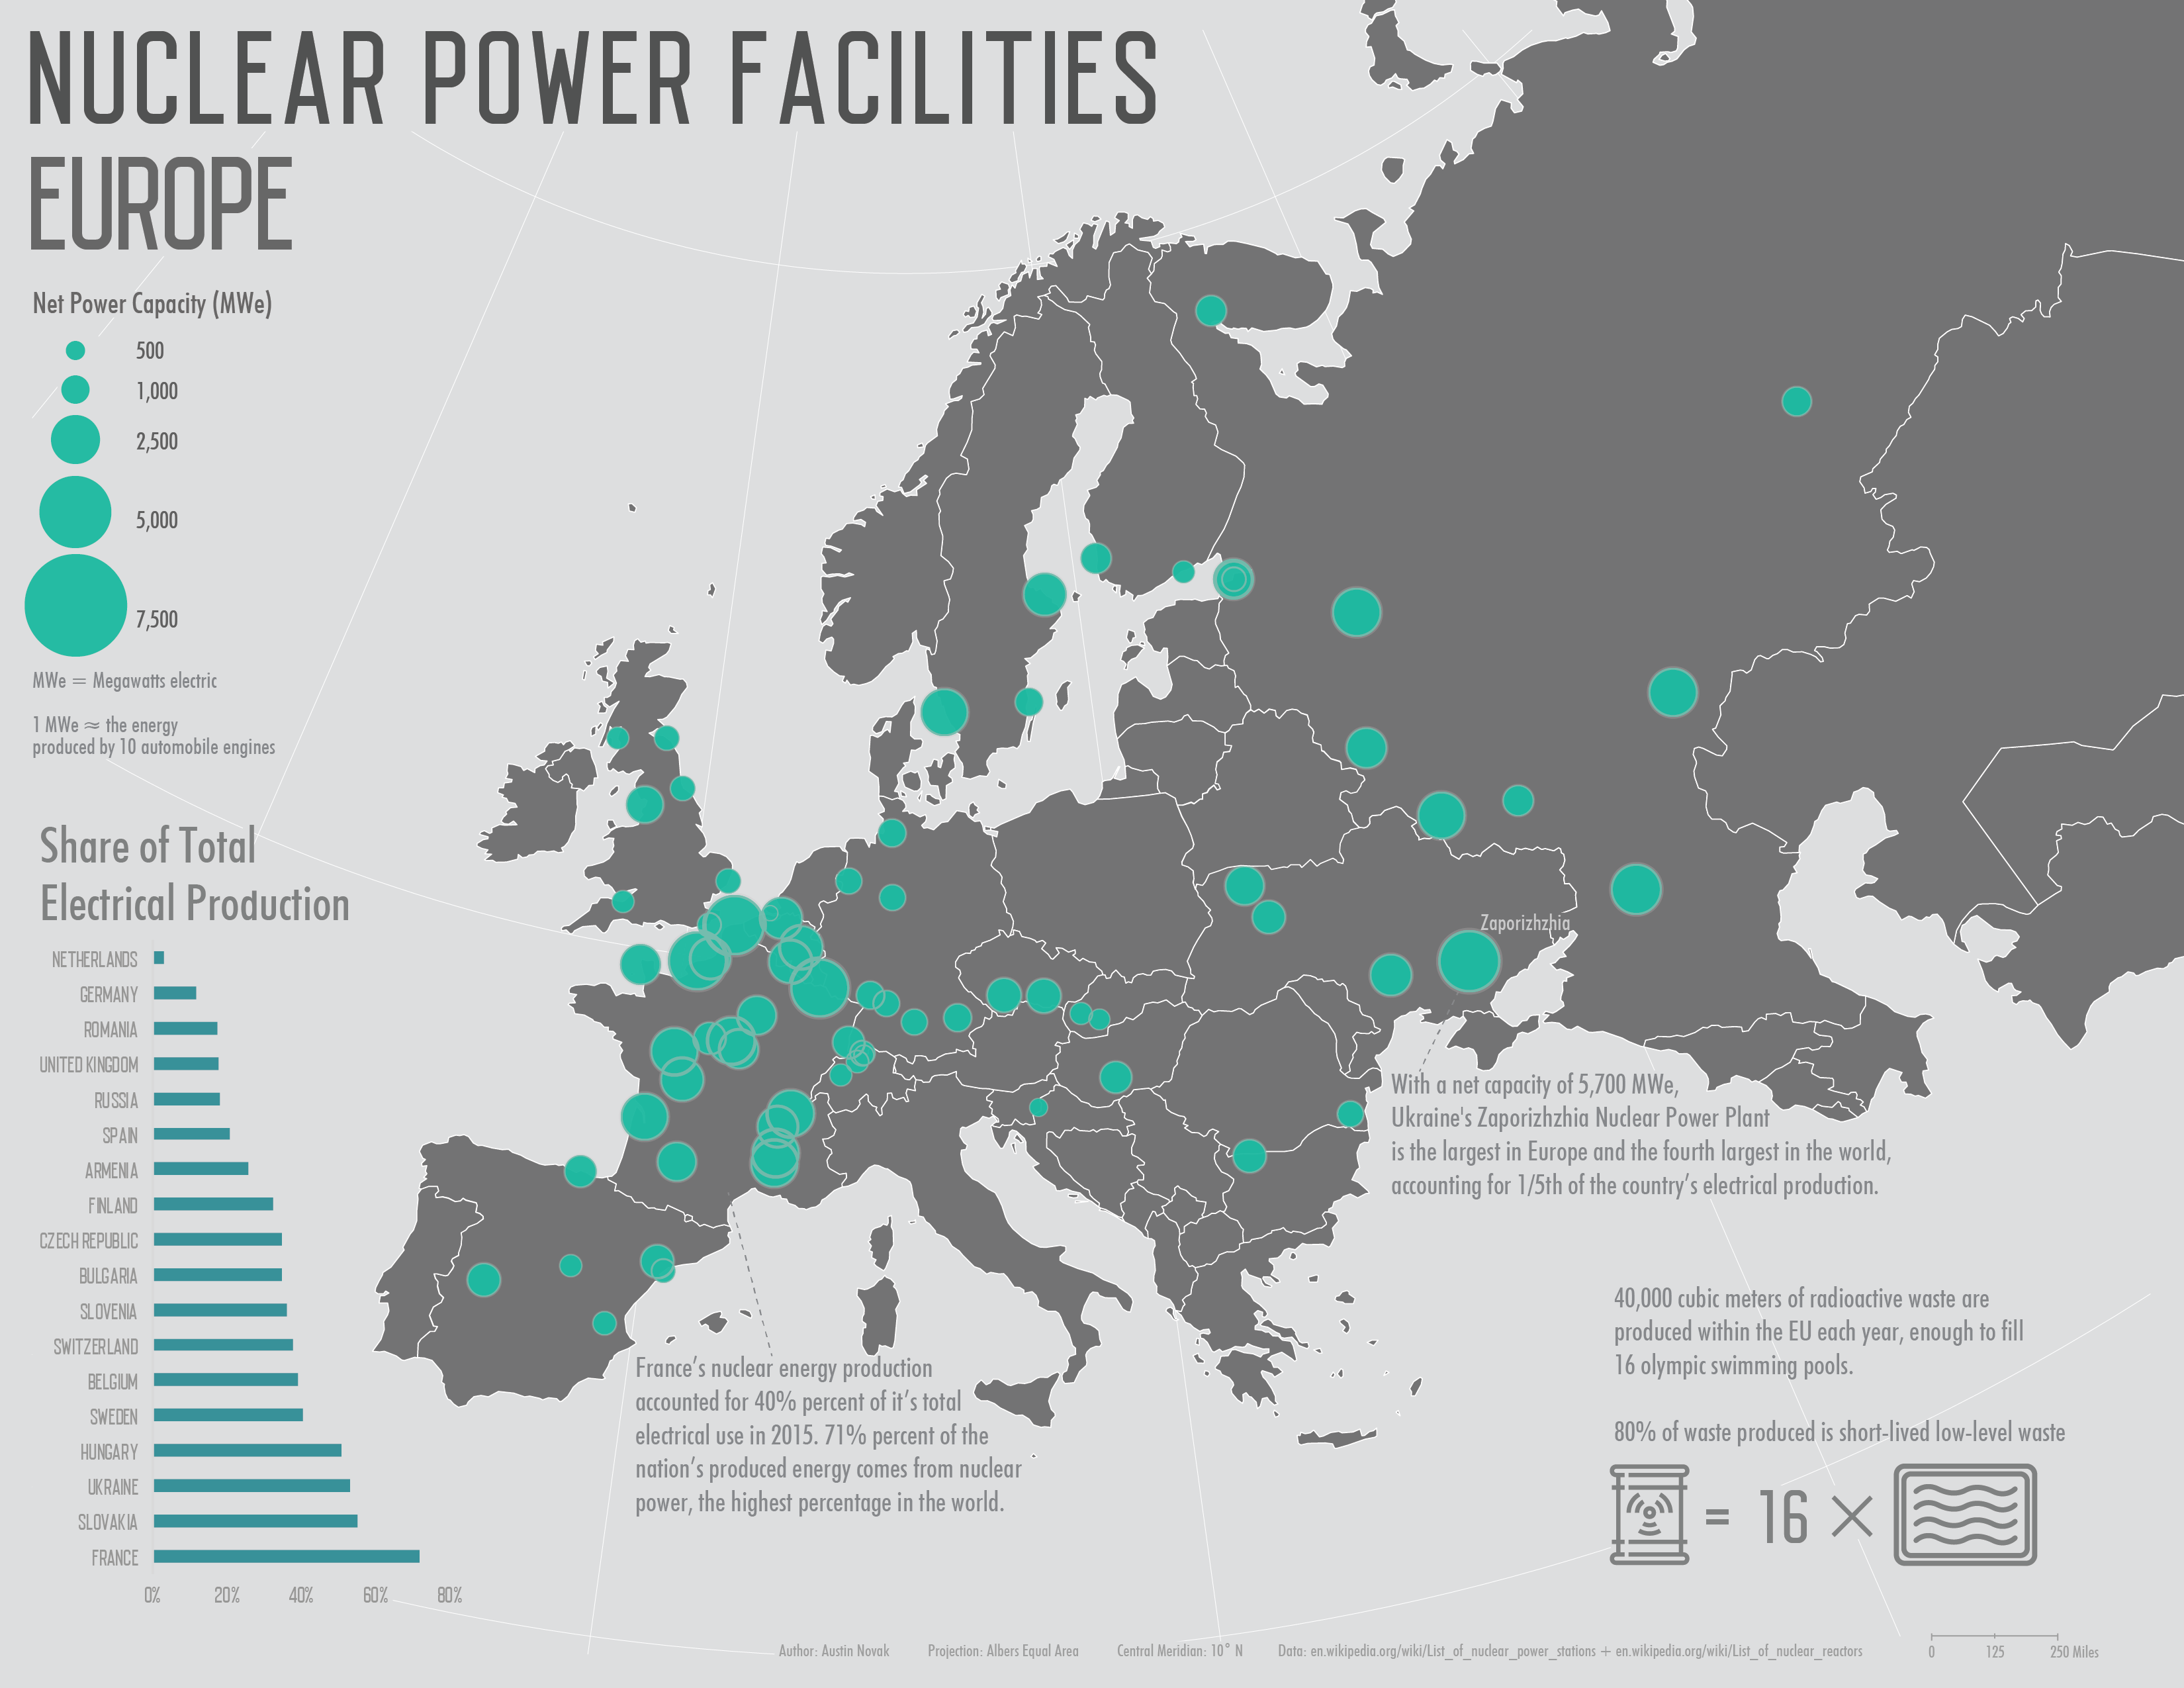 NUCLEAR POWER FACILITIES
EUROPE
Net Power Capacity (MWe)
500
1,000
2,500
5,000
7,500
MWe = Megawatts electric
1 MWe ≈ the energy
produced by 10 automobile engines
Share of Total
Electrical Production
NETHERLANDS
GERMANY
ROMANIA
UNITED KINGDOM
RUSSIA
SPAIN
ARMENIA
FINLAND
CZECH REPUBLIC
BULGARIA
SLOVENIA
SWITZERLAND
BELGIUM
SWEDEN
HUNGARY
UKRAINE
SLOVAKIA
FRANCE
0% 20% 40% 60% 80%
Zaporizhzhia
With a net capacity of 5,700 MWe,
Ukraine's Zaporizhzhia Nuclear Power Plant
is the largest in Europe and the fourth largest in the world,
accounting for 1/5th of the country’s electrical production.
France’s nuclear energy production
accounted for 40% percent of it’s total
electrical use in 2015. 71% percent of the
nation’s produced energy comes from nuclear
power, the highest percentage in the world.
40,000 cubic meters of radioactive waste are
produced within the EU each year, enough to fill
16 olympic swimming pools.
80% of waste produced is short-lived low-level waste
= 16 ×
Author: Austin Novak Projection: Albers Equal Area Central Meridian: 10° N Data: en.wikipedia.org/wiki/List_of_nuclear_power_stations + en.wikipedia.org/wiki/List_of_nuclear_reactors
0 125 250 Miles